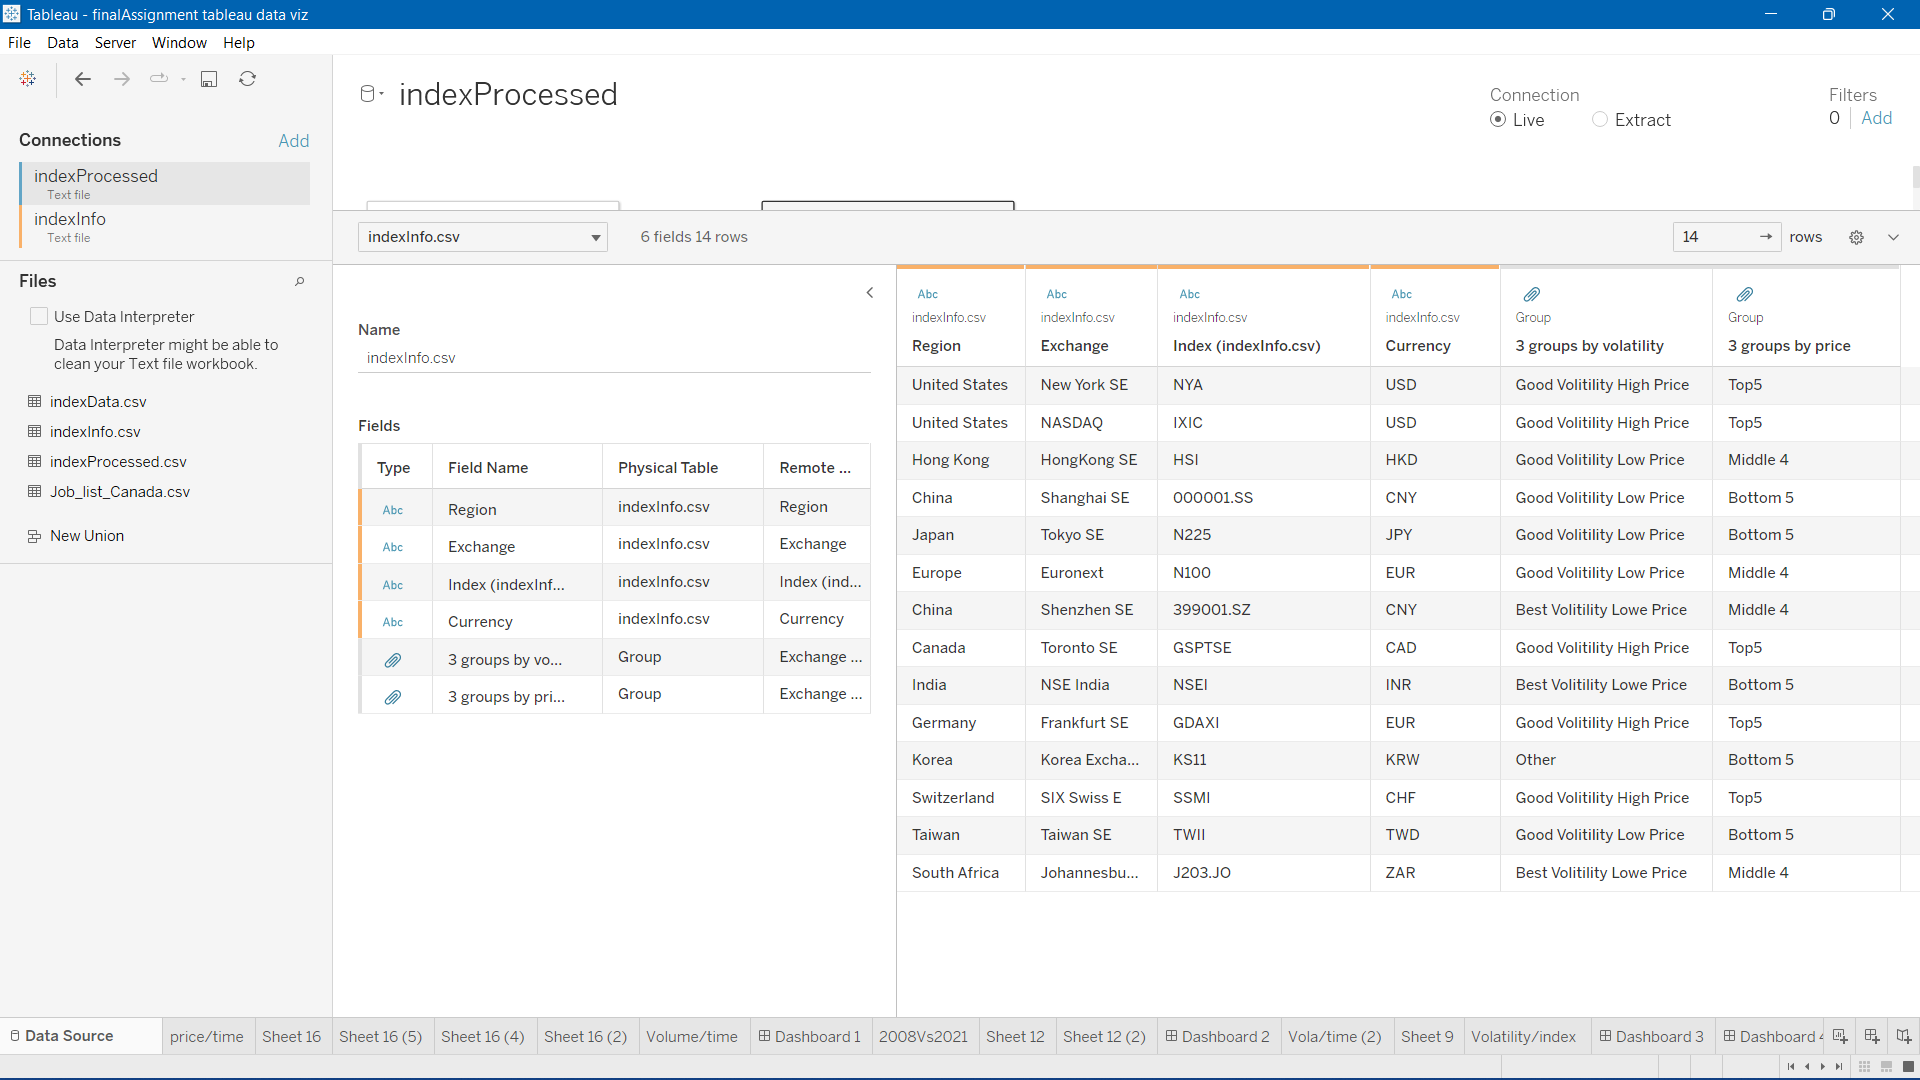 Tableau - finalAssignment tableau data viz
File Data Server Window Help
indexProcessed
Connection
Live Extract
Filters
0 Add
Connections Add
indexProcessed
Text file
indexInfo
Text file
indexInfo.csv 6 fields 14 rows 14 rows
Files
Use Data Interpreter
Data Interpreter might be able to
clean your Text file workbook.
indexData.csv
indexInfo.csv
indexProcessed.csv
Job_list_Canada.csv
New Union
Name
indexInfo.csv
Fields
Type Field Name Physical Table Remote ...
Abc Region indexInfo.csv Region
Abc Exchange indexInfo.csv Exchange
Abc Index (indexInf... indexInfo.csv Index (ind...
Abc Currency indexInfo.csv Currency
3 groups by vo... Group Exchange ...
3 groups by pri... Group Exchange ...
Abc Abc Abc Abc
indexInfo.csv indexInfo.csv indexInfo.csv indexInfo.csv Group Group
Region Exchange Index (indexInfo.csv) Currency 3 groups by volatility 3 groups by price
United States New York SE NYA USD Good Volitility High Price Top5
United States NASDAQ IXIC USD Good Volitility High Price Top5
Hong Kong HongKong SE HSI HKD Good Volitility Low Price Middle 4
China Shanghai SE 000001.SS CNY Good Volitility Low Price Bottom 5
Japan Tokyo SE N225 JPY Good Volitility Low Price Bottom 5
Europe Euronext N100 EUR Good Volitility Low Price Middle 4
China Shenzhen SE 399001.SZ CNY Best Volitility Lowe Price Middle 4
Canada Toronto SE GSPTSE CAD Good Volitility High Price Top5
India NSE India NSEI INR Best Volitility Lowe Price Bottom 5
Germany Frankfurt SE GDAXI EUR Good Volitility High Price Top5
Korea Korea Excha... KS11 KRW Other Bottom 5
Switzerland SIX Swiss E SSMI CHF Good Volitility High Price Top5
Taiwan Taiwan SE TWII TWD Good Volitility Low Price Bottom 5
South Africa Johannesbu... J203.JO ZAR Best Volitility Lowe Price Middle 4
Data Source price/time Sheet 16 Sheet 16 (5) Sheet 16 (4) Sheet 16 (2) Volume/time Dashboard 1 2008Vs2021 Sheet 12 Sheet 12 (2) Dashboard 2 Vola/time (2) Sheet 9 Volatility/index Dashboard 3 Dashboard 4